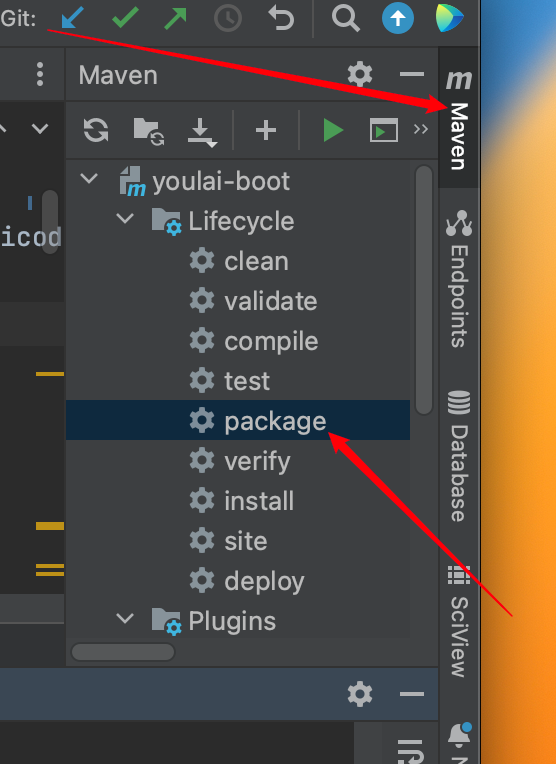 Git:
Maven
youlai-boot
Lifecycle
clean
validate
compile
test
package
verify
install
site
deploy
Plugins
icod
m
Maven
Endpoints
Database
SciView